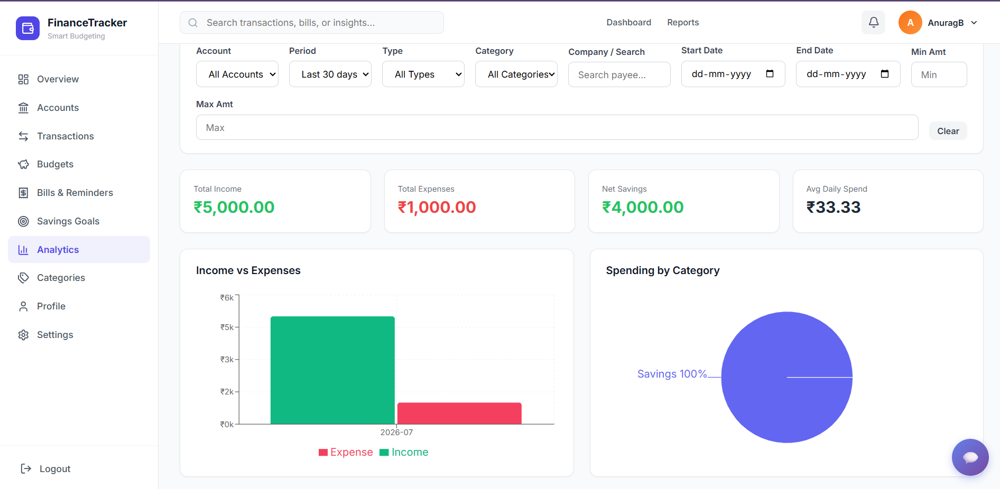 FinanceTracker
Smart Budgeting
Search transactions, bills, or insights...
Dashboard
Reports
A
AnuragB
Overview
Accounts
Transactions
Budgets
Bills & Reminders
Savings Goals
Analytics
Categories
Profile
Settings
Logout
Account
Period
Type
Category
Company / Search
Start Date
End Date
Min Amt
All Accounts
Last 30 days
All Types
All Categories
Search payee...
dd-mm-yyyy
dd-mm-yyyy
Min
Max Amt
Max
Clear
Total Income
₹5,000.00
Total Expenses
₹1,000.00
Net Savings
₹4,000.00
Avg Daily Spend
₹33.33
Income vs Expenses
₹6k
₹5k
₹3k
₹2k
₹0k
2026-07
Expense
Income
Spending by Category
Savings 100%